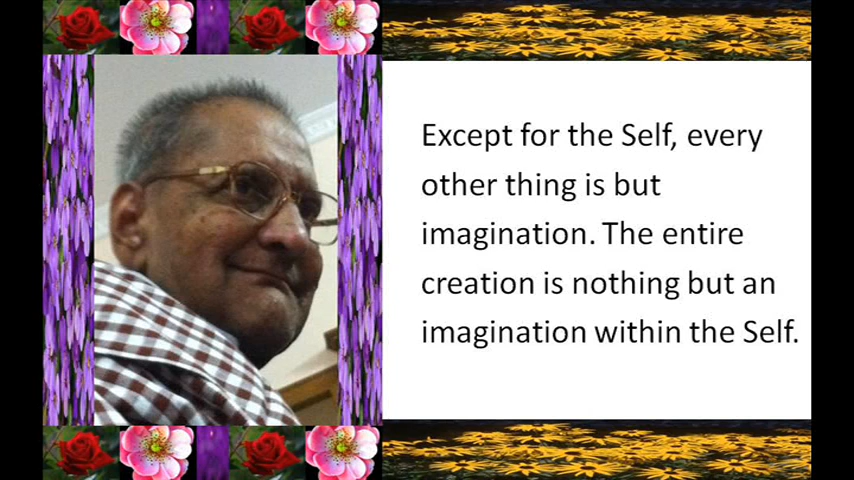 Except for the Self, every
other thing is but
imagination. The entire
creation is nothing but an
imagination within the Self.